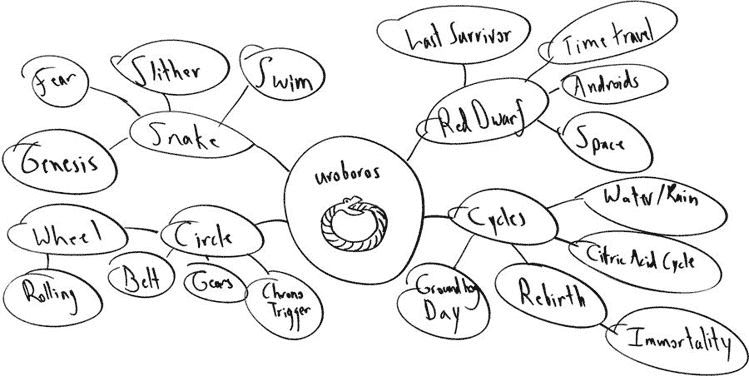 Last Survivor
Time travel
Slither
Swim
Fear
Androids
Red Dwarf
Snake
Space
Genesis
uroboros
Water/Rain
Wheel
Circle
Cycles
Citric Acid Cycle
Belt
Gears
Rolling
Chrono
Trigger
Groundhog
Day
Rebirth
Immortality